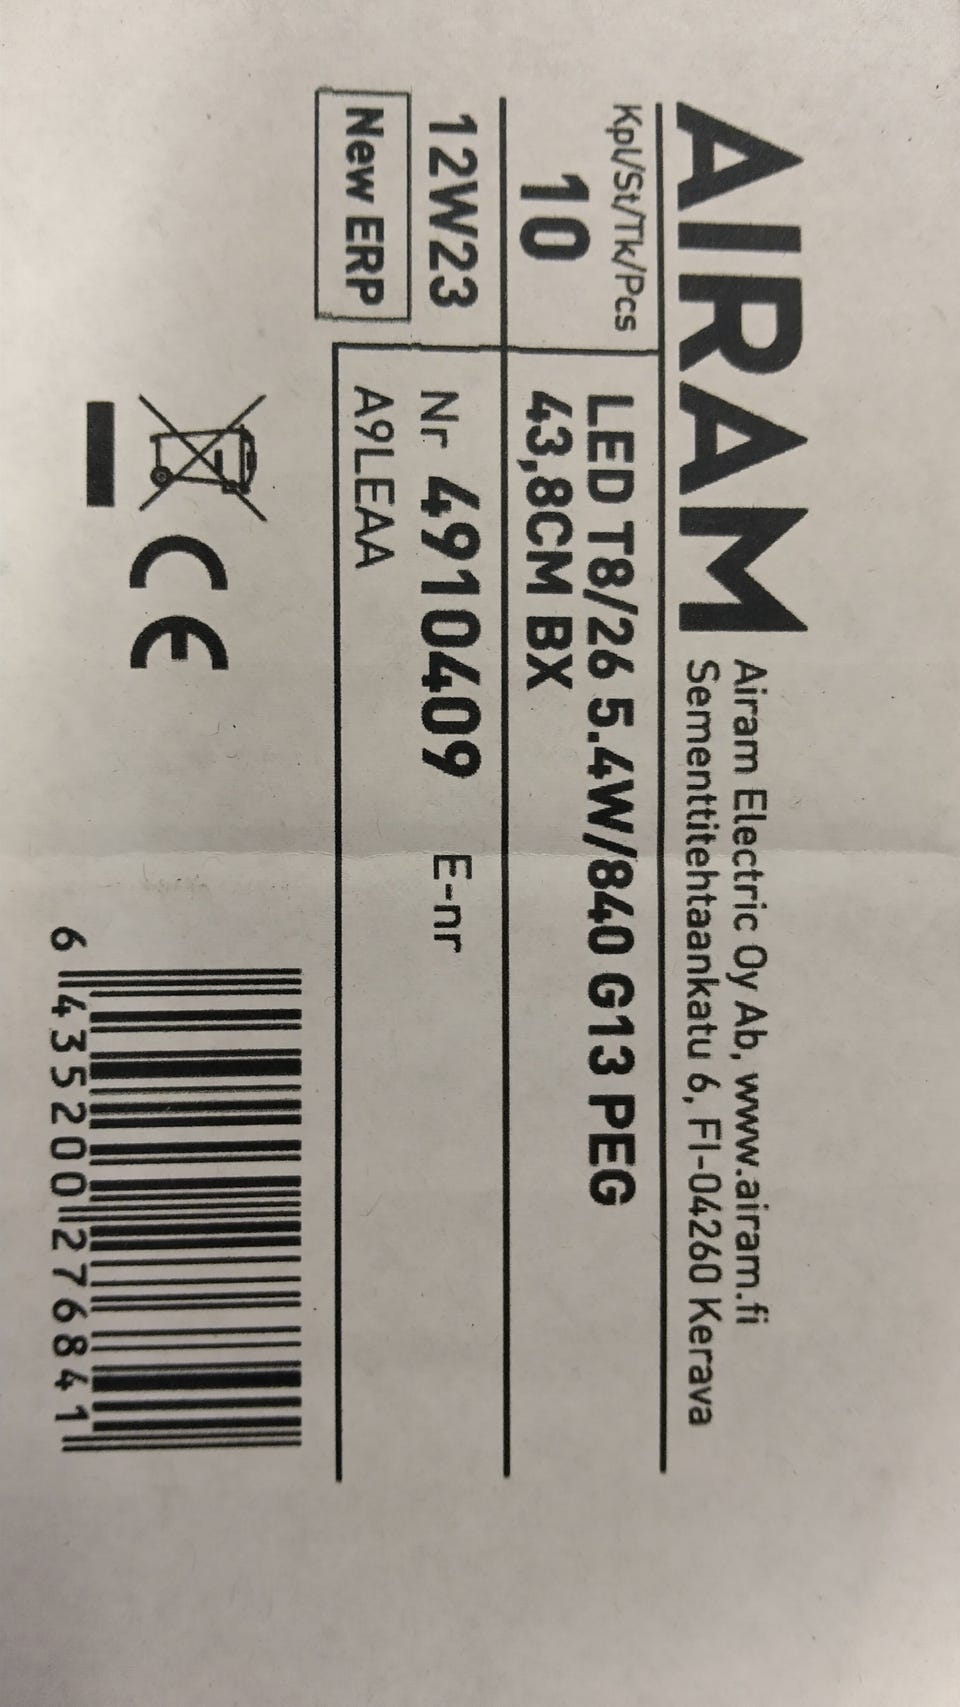 AIRAM
Airam Electric Oy Ab, www.airam.fi
Sementtitehtaankatu 6, FI-04260 Kerava
Kpl/St/Tk/Pcs
10
LED T8/26 5.4W/840 G13 PEG
43,8CM BX
12W23
New ERP
Nr 4910409 E-nr
A9LEAA
CE
6 435200 276841